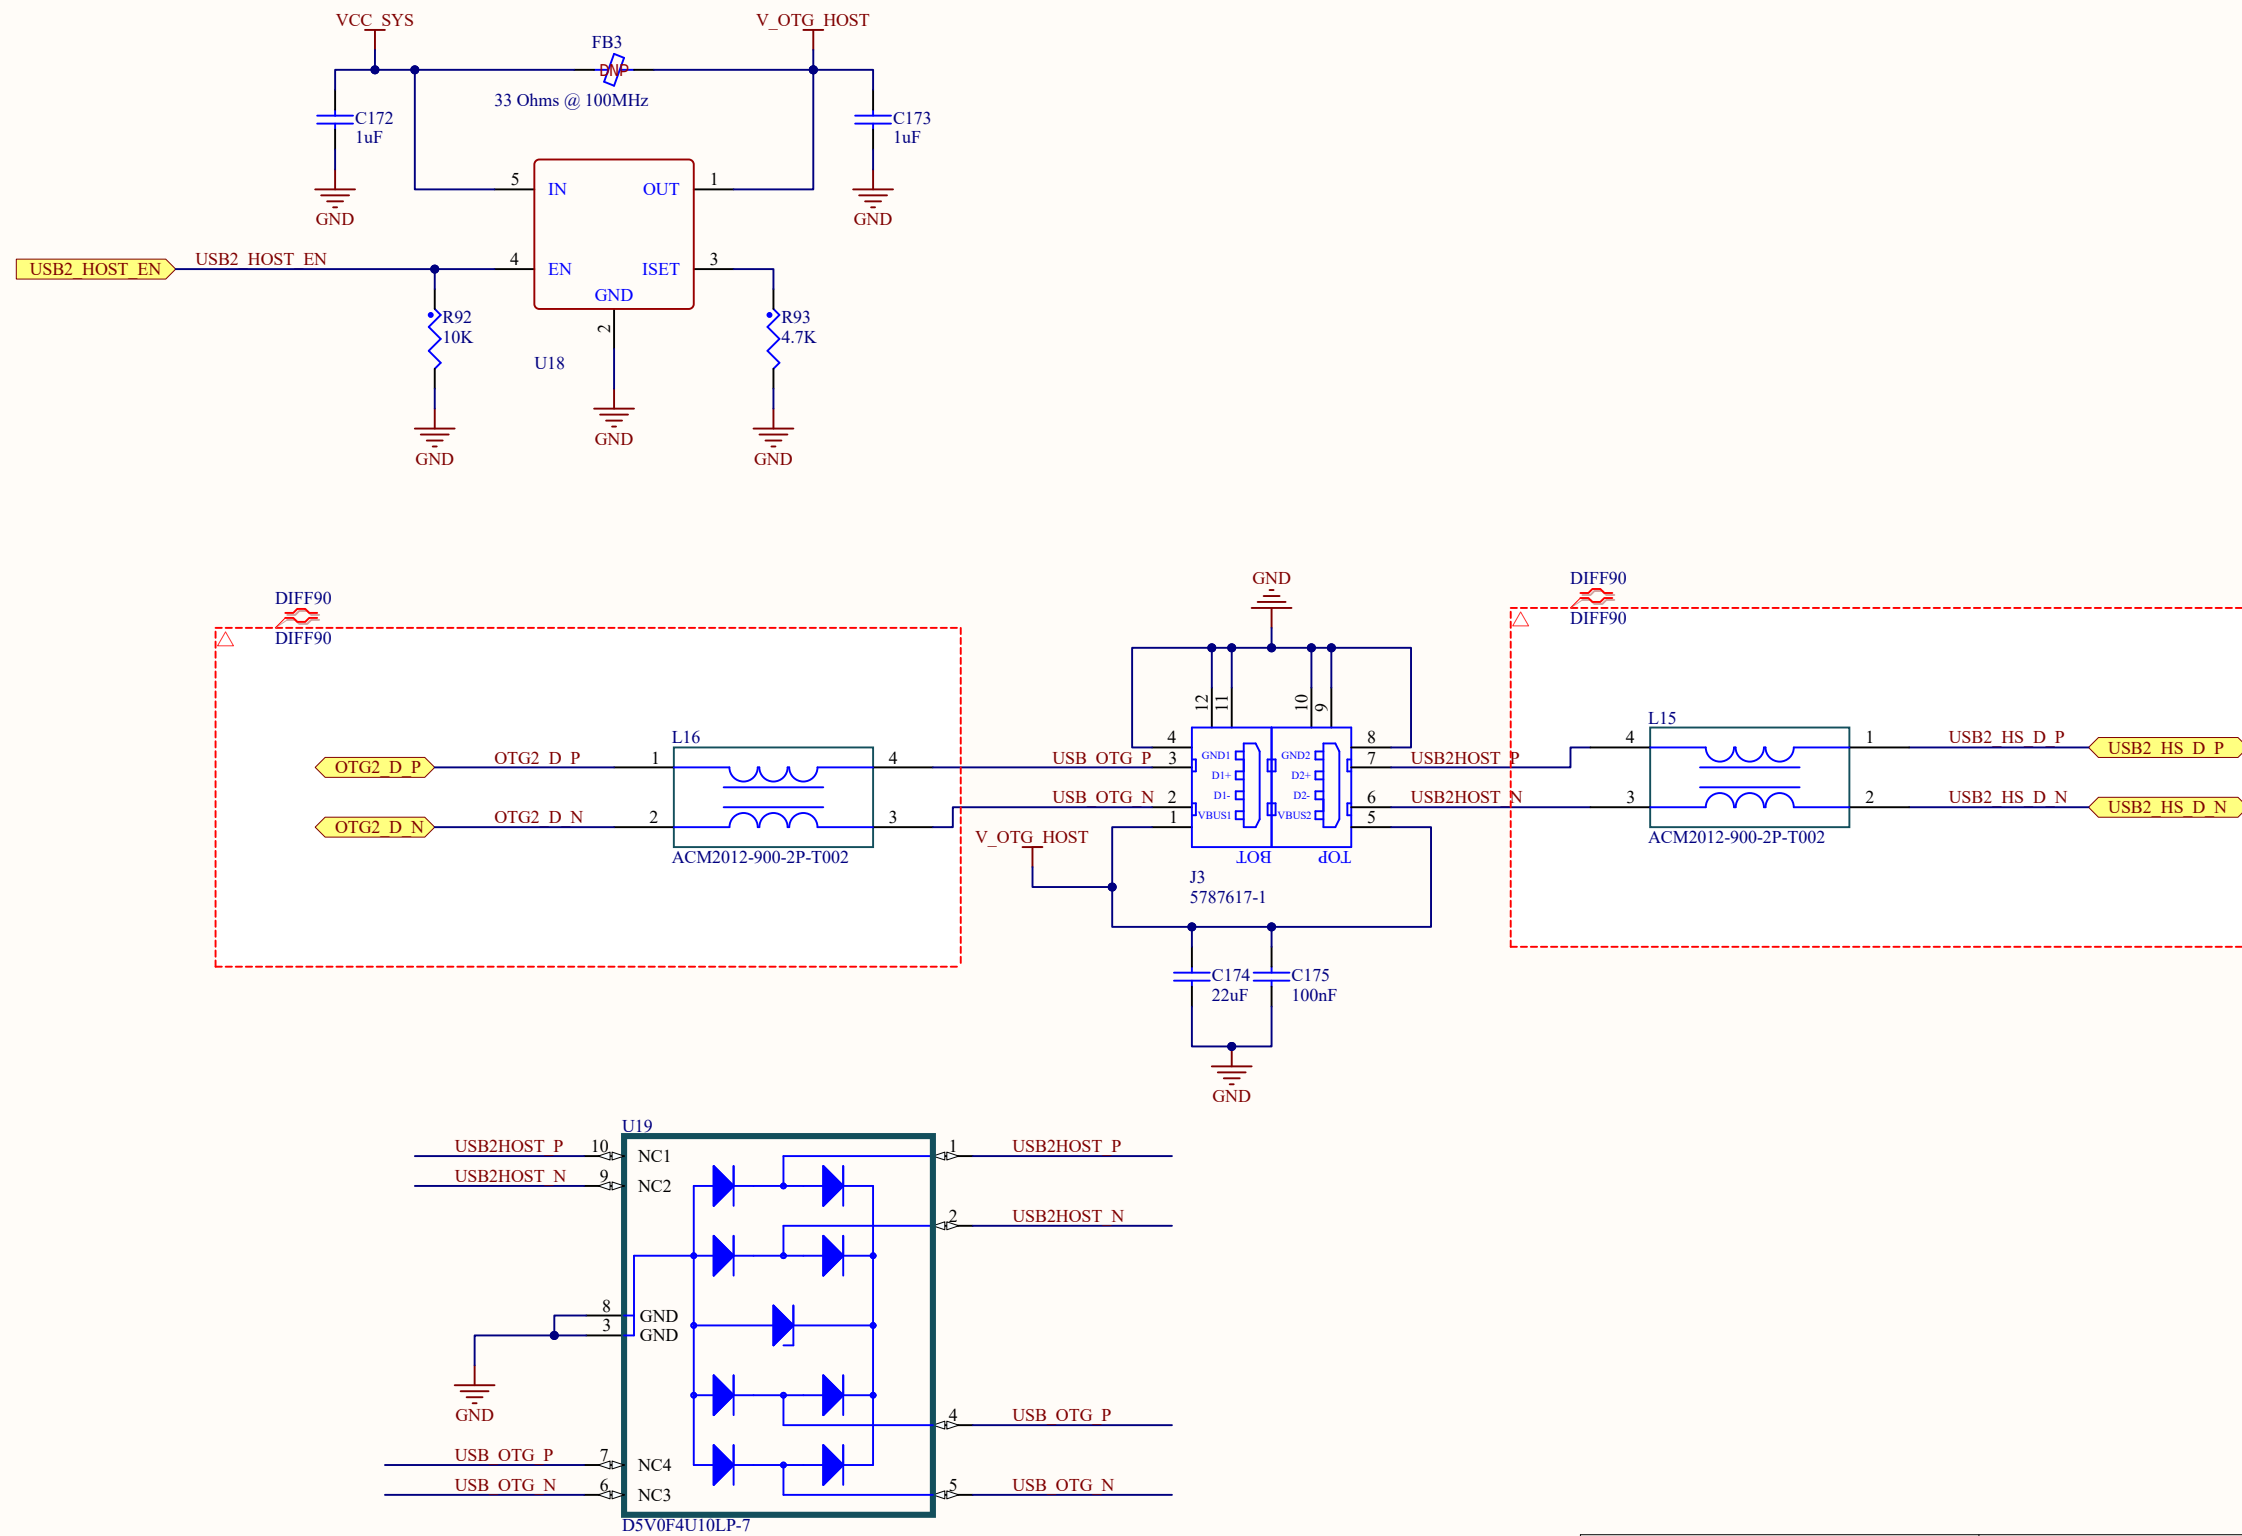 VCC_SYS
V_OTG_HOST
FB3
DNP
33 Ohms @ 100MHz
C172
1uF
C173
1uF
GND
GND
5
IN
OUT
1
USB2_HOST_EN
USB2_HOST_EN
4
EN
ISET
3
GND
2
R92
10K
R93
4.7K
U18
GND
GND
GND
DIFF90
DIFF90
GND
DIFF90
DIFF90
12
11
10
9
L16
OTG2_D_P
OTG2_D_P
1
4
OTG2_D_N
OTG2_D_N
2
3
ACM2012-900-2P-T002
USB_OTG_P
USB_OTG_N
V_OTG_HOST
4
3
2
1
GND1
D1+
D1-
VBUS1
GND2
D2+
D2-
VBUS2
8
7
6
5
BOT
TOP
J3
5787617-1
USB2HOST_P
USB2HOST_N
L15
4
1
USB2_HS_D_P
USB2_HS_D_P
3
2
USB2_HS_D_N
USB2_HS_D_N
ACM2012-900-2P-T002
C174
22uF
C175
100nF
GND
U19
USB2HOST_P
10
NC1
1
USB2HOST_P
USB2HOST_N
9
NC2
2
USB2HOST_N
8
GND
3
GND
GND
4
USB_OTG_P
USB_OTG_P
7
NC4
USB_OTG_N
6
NC3
5
USB_OTG_N
D5V0F4U10LP-7